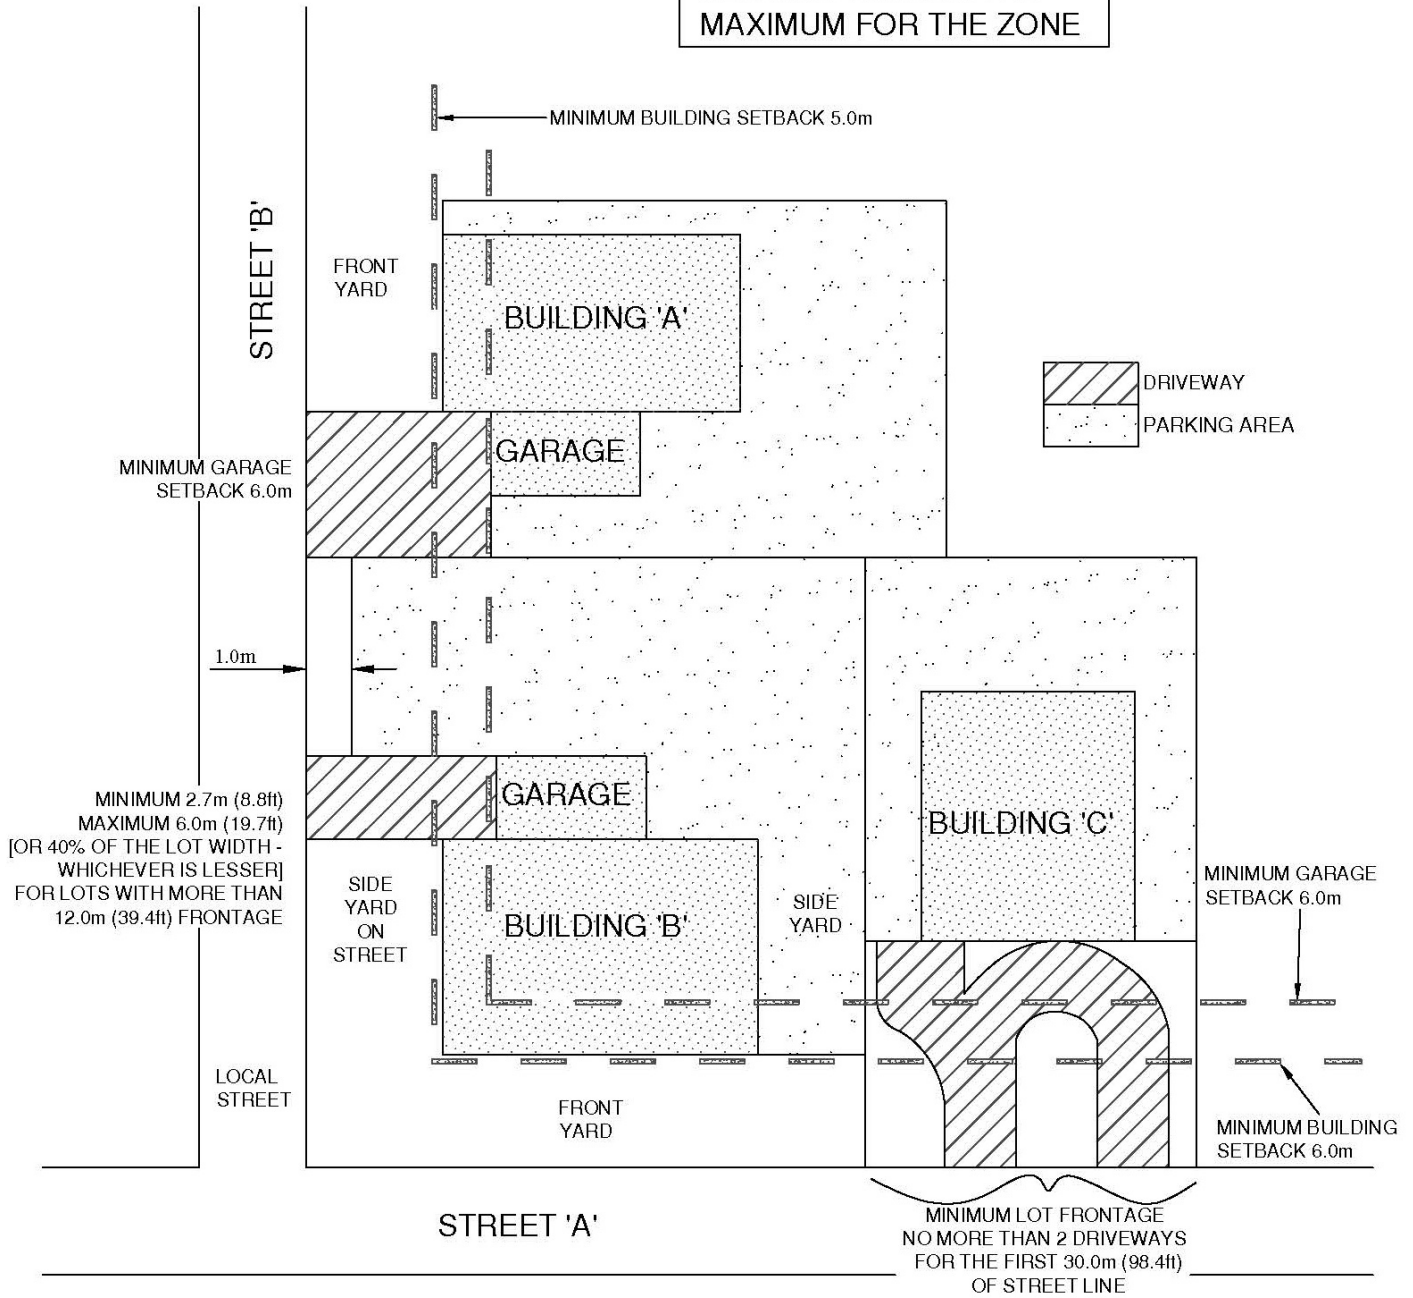 MAXIMUM FOR THE ZONE
MINIMUM BUILDING SETBACK 5.0m
STREET 'B'
FRONT
YARD
BUILDING 'A'
DRIVEWAY
PARKING AREA
GARAGE
MINIMUM GARAGE
SETBACK 6.0m
1.0m
MINIMUM 2.7m (8.8ft)
MAXIMUM 6.0m (19.7ft)
[OR 40% OF THE LOT WIDTH -
WHICHEVER IS LESSER]
FOR LOTS WITH MORE THAN
12.0m (39.4ft) FRONTAGE
GARAGE
BUILDING 'C'
SIDE
YARD
ON
STREET
BUILDING 'B'
SIDE
YARD
MINIMUM GARAGE
SETBACK 6.0m
LOCAL
STREET
FRONT
YARD
MINIMUM BUILDING
SETBACK 6.0m
STREET 'A'
MINIMUM LOT FRONTAGE
NO MORE THAN 2 DRIVEWAYS
FOR THE FIRST 30.0m (98.4ft)
OF STREET LINE